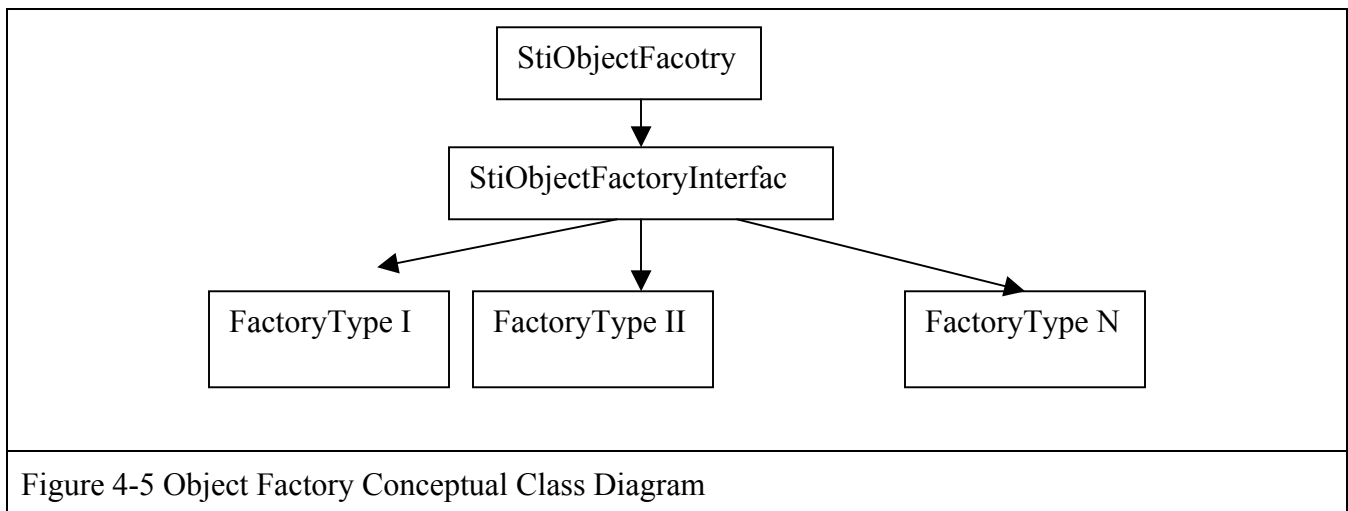 StiObjectFacotry
StiObjectFactoryInterfac
FactoryType I
FactoryType II
FactoryType N
Figure 4-5 Object Factory Conceptual Class Diagram